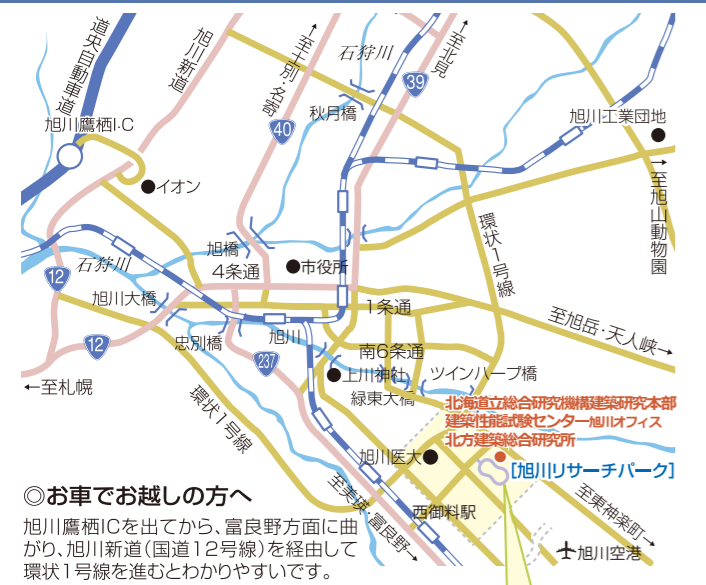 道央自動車道
旭川新道
→至士別・名寄
石狩川
→至北見
39
旭川鷹栖I・C
秋月橋
旭川工業団地
40
イオン
→至旭山動物園
環状1号線
旭橋
石狩川
4条通
市役所
12
旭川大橋
1条通
至旭岳・天人峡→
忠別橋
旭川
12
237
南6条通
上川神社
ツインハープ橋
←至札幌
緑東大橋
環状1号線
北海道立総合研究機構建築研究本部
建築性能試験センター旭川オフィス
北方建築総合研究所
旭川医大
[旭川リサーチパーク]
至美瑛・富良野→
西御料駅
至東神楽町→
旭川空港
◎お車でお越しの方へ
旭川鷹栖ICを出てから、富良野方面に曲
がり、旭川新道(国道12号線)を経由して
環状1号線を進むとわかりやすいです。